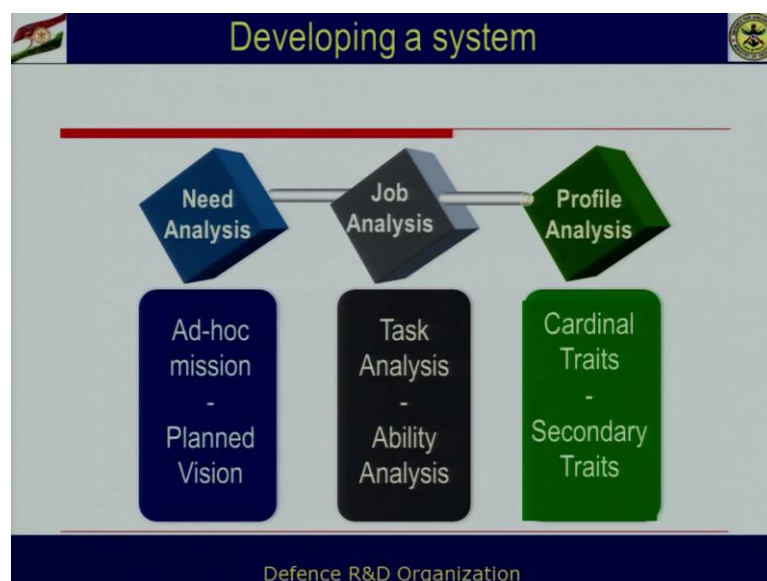 Developing a system
Need
Analysis
Job
Analysis
Profile
Analysis
Ad-hoc
mission
-
Planned
Vision
Task
Analysis
-
Ability
Analysis
Cardinal
Traits
-
Secondary
Traits
Defence R&D Organization